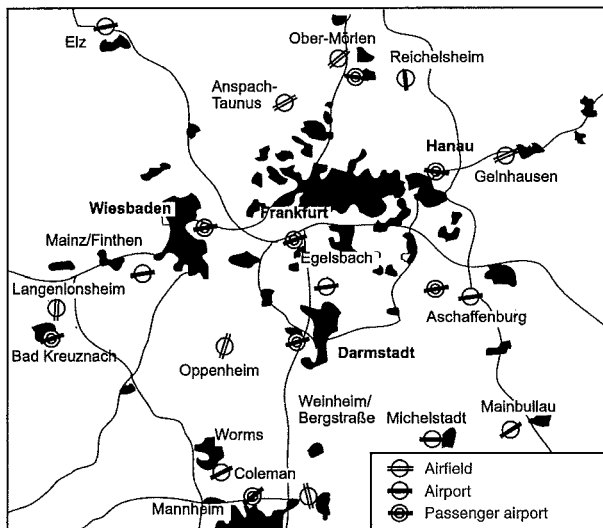 Elz
Ober-Mörlen
Reichelsheim
Anspach-
Taunus
Hanau
Gelnhausen
Wiesbaden
Frankfurt
Mainz/Finthen
Egelsbach
Langenlonsheim
Aschaffenburg
Bad Kreuznach
Oppenheim
Darmstadt
Weinheim/
Bergstraße
Michelstadt
Mainbullau
Worms
Coleman
Mannheim
Airfield
Airport
Passenger airport